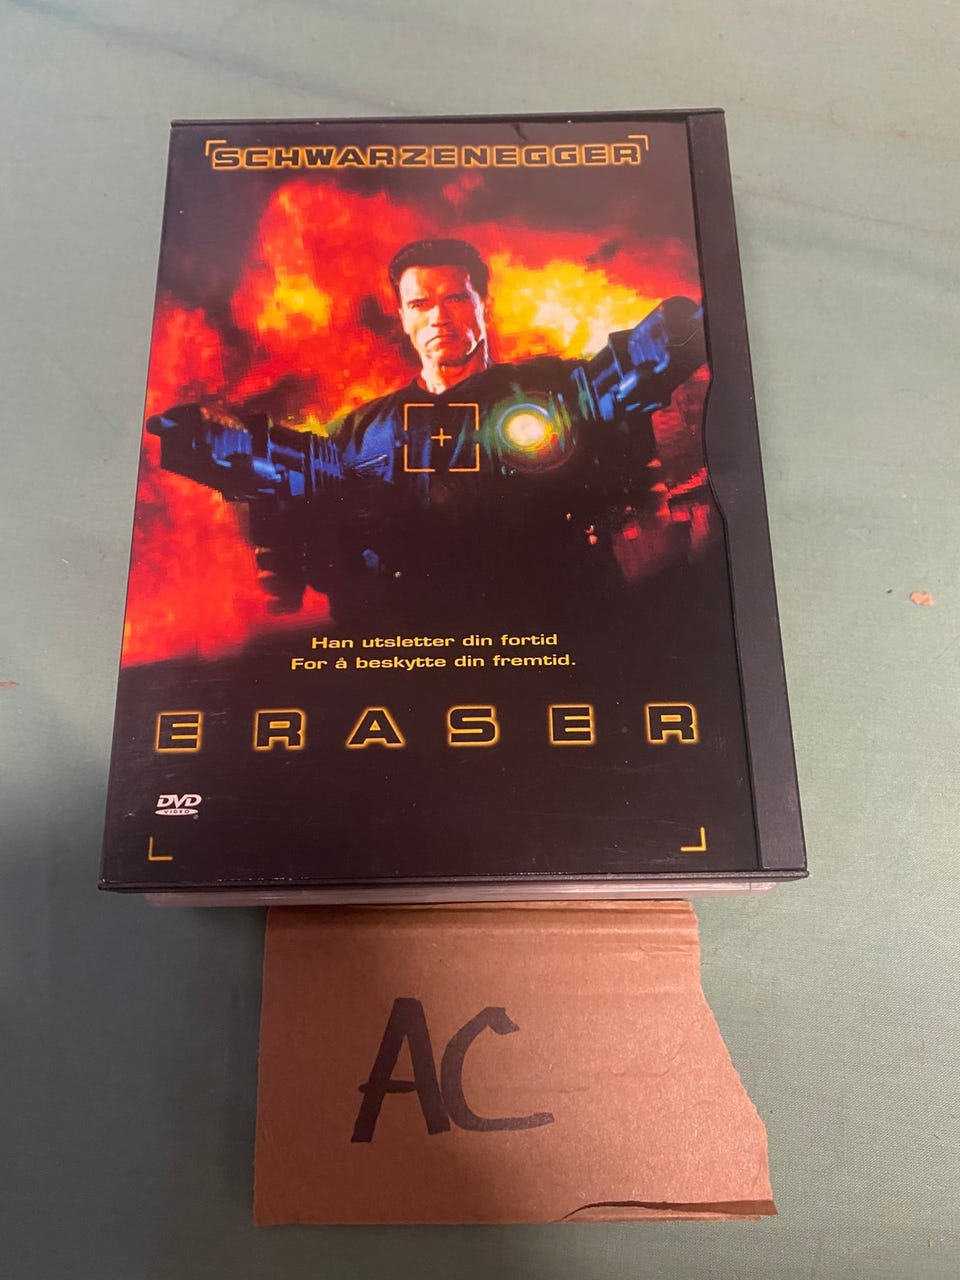 SCHWARZENEGGER
Han utsletter din fortid
For å beskytte din fremtid.
ERASER
DVD
VIDEO
AC